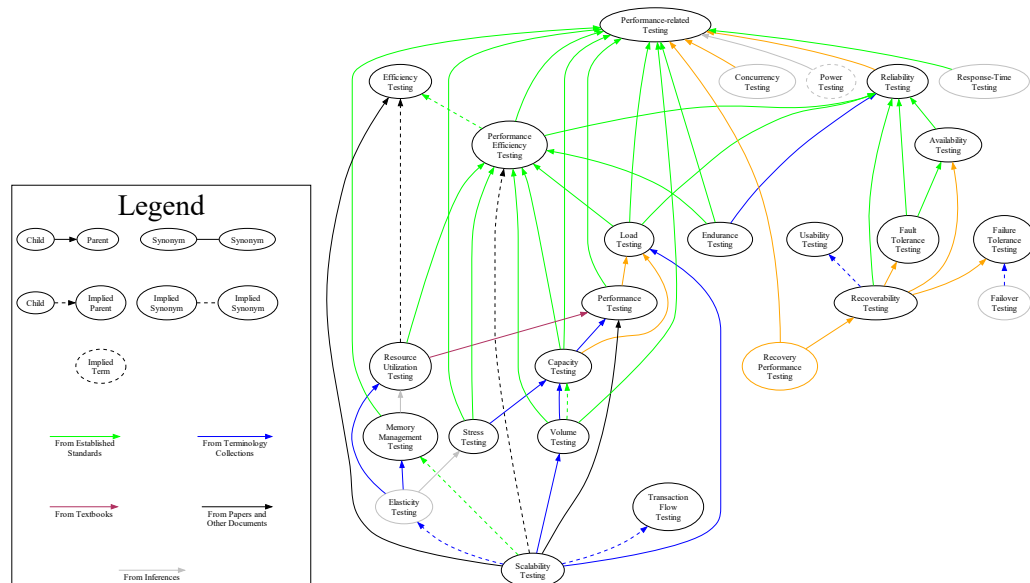 Performance-related
Testing
Efficiency
Testing
Concurrency
Testing
Power
Testing
Reliability
Testing
Response-Time
Testing
Performance
Efficiency
Testing
Availability
Testing
Legend
Child
Parent
Synonym
Synonym
Load
Testing
Endurance
Testing
Usability
Testing
Fault
Tolerance
Testing
Failure
Tolerance
Testing
Child
Implied
Parent
Implied
Synonym
Implied
Synonym
Performance
Testing
Recoverability
Testing
Failover
Testing
Implied
Term
Resource
Utilization
Testing
Capacity
Testing
Recovery
Performance
Testing
Memory
Management
Testing
Stress
Testing
Volume
Testing
From Established
Standards
From Terminology
Collections
Elasticity
Testing
Transaction
Flow
Testing
From Textbooks
From Papers and
Other Documents
Scalability
Testing
From Inferences